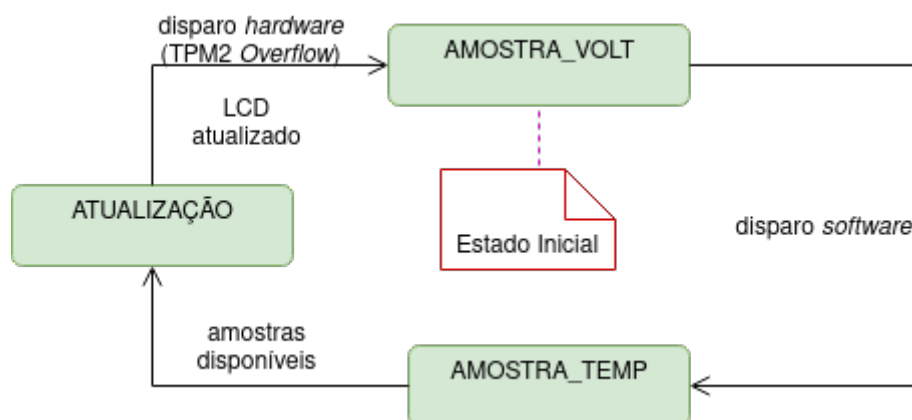 disparo hardware
(TPM2 Overflow)
AMOSTRA_VOLT
LCD
atualizado
ATUALIZAÇÃO
Estado Inicial
disparo software
amostras
disponíveis
AMOSTRA_TEMP